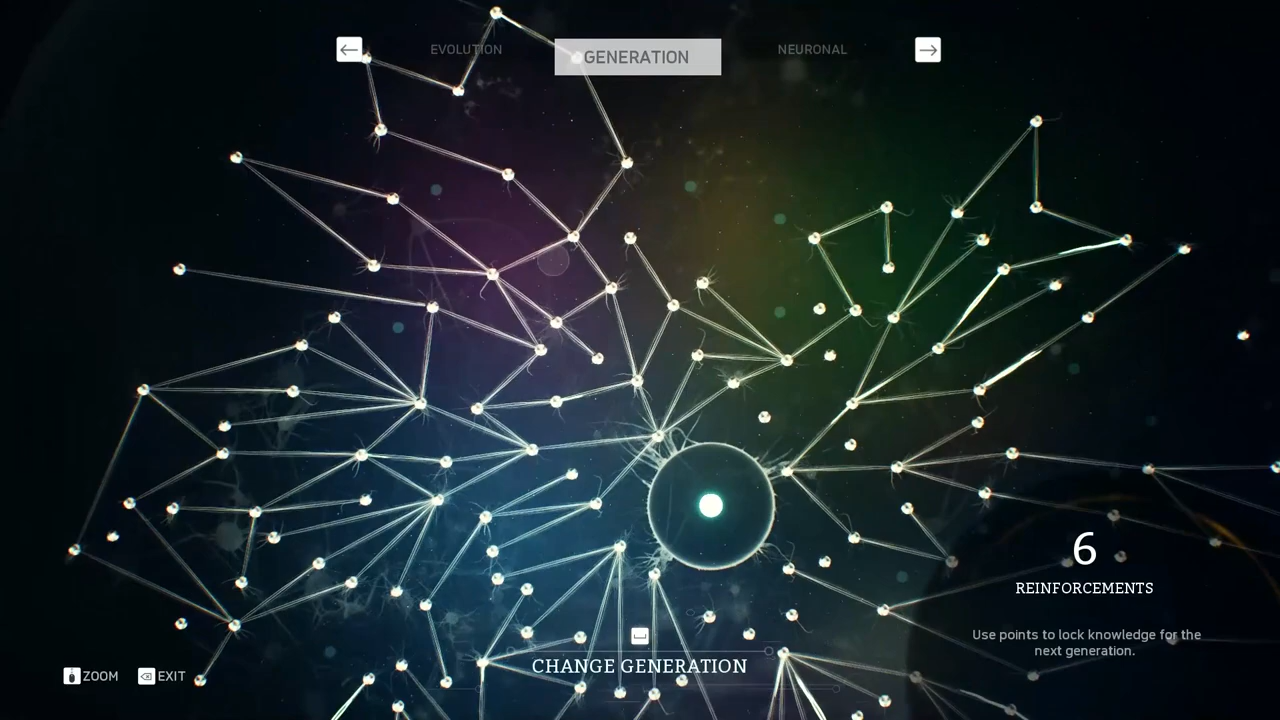 EVOLUTION
GENERATION
NEURONAL
6
REINFORCEMENTS
Use points to lock knowledge for the
next generation.
CHANGE GENERATION
ZOOM
EXIT